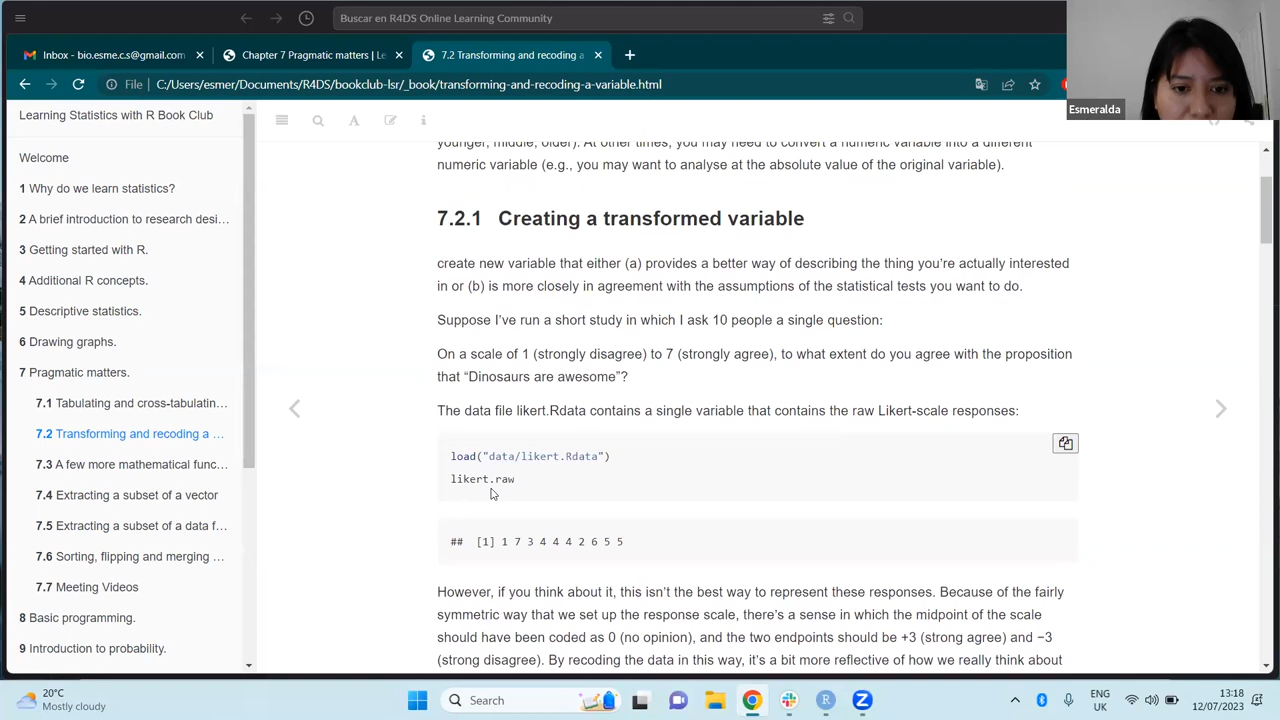 Buscar en R4DS Online Learning Community
Inbox - bio.esme.c.s@gmail.com
Chapter 7 Pragmatic matters | Le
7.2 Transforming and recoding a
File
C:/Users/esmer/Documents/R4DS/bookclub-lsr/_book/transforming-and-recoding-a-variable.html
Esmeralda
Learning Statistics with R Book Club
Welcome
1 Why do we learn statistics?
2 A brief introduction to research desi...
3 Getting started with R.
4 Additional R concepts.
5 Descriptive statistics.
6 Drawing graphs.
7 Pragmatic matters.
7.1 Tabulating and cross-tabulatin...
7.2 Transforming and recoding a ...
7.3 A few more mathematical func...
7.4 Extracting a subset of a vector
7.5 Extracting a subset of a data f...
7.6 Sorting, flipping and merging ...
7.7 Meeting Videos
8 Basic programming.
9 Introduction to probability.
younger, middle, older). At other times, you may need to convert a numeric variable into a different
numeric variable (e.g., you may want to analyse at the absolute value of the original variable).
7.2.1 Creating a transformed variable
create new variable that either (a) provides a better way of describing the thing you're actually interested
in or (b) is more closely in agreement with the assumptions of the statistical tests you want to do.
Suppose I've run a short study in which I ask 10 people a single question:
On a scale of 1 (strongly disagree) to 7 (strongly agree), to what extent do you agree with the proposition
that “Dinosaurs are awesome”?
The data file likert.Rdata contains a single variable that contains the raw Likert-scale responses:
load("data/likert.Rdata")
likert.raw
## [1] 1 7 3 4 4 4 2 6 5 5
However, if you think about it, this isn't the best way to represent these responses. Because of the fairly
symmetric way that we set up the response scale, there's a sense in which the midpoint of the scale
should have been coded as 0 (no opinion), and the two endpoints should be +3 (strong agree) and −3
(strong disagree). By recoding the data in this way, it's a bit more reflective of how we really think about
20°C
Mostly cloudy
Search
ENG
UK
13:18
12/07/2023